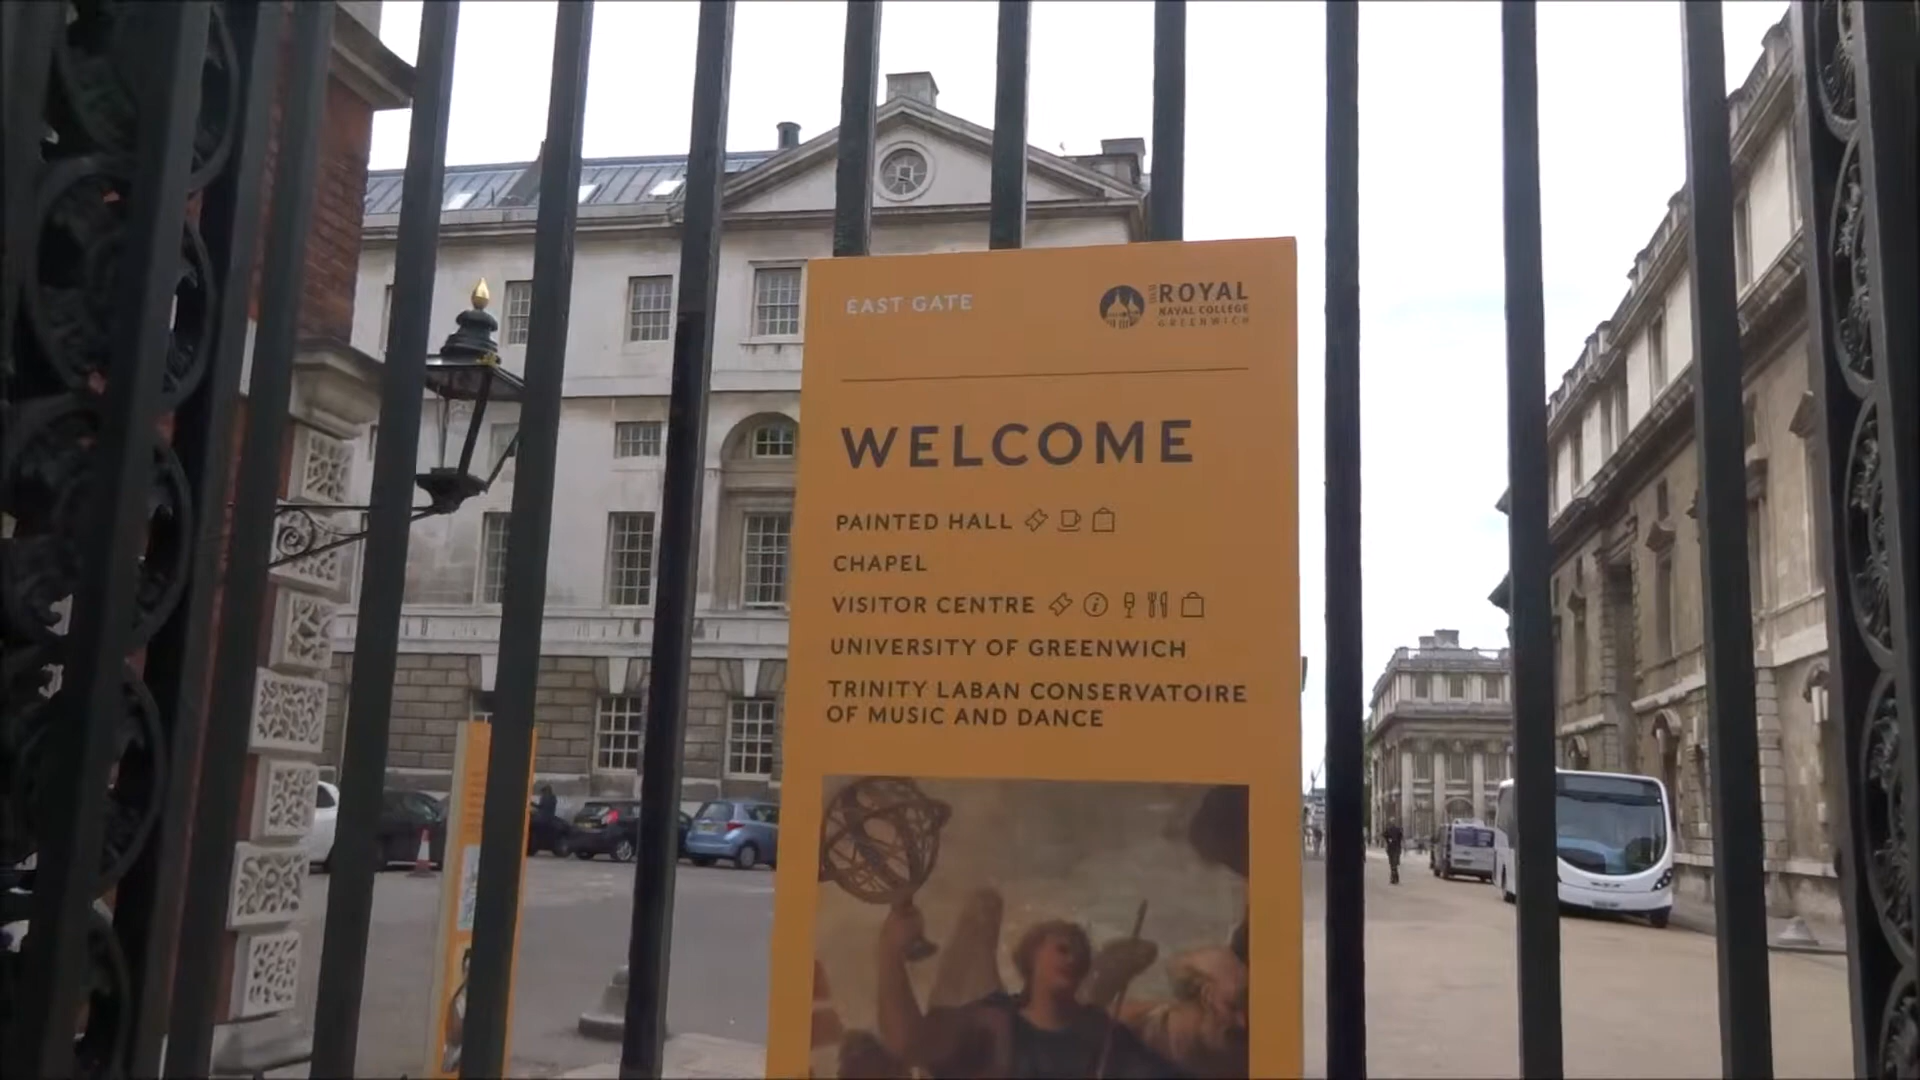 EAST GATE
OLD ROYAL
NAVAL COLLEGE
GREENWICH
WELCOME
PAINTED HALL
CHAPEL
VISITOR CENTRE
UNIVERSITY OF GREENWICH
TRINITY LABAN CONSERVATOIRE
OF MUSIC AND DANCE